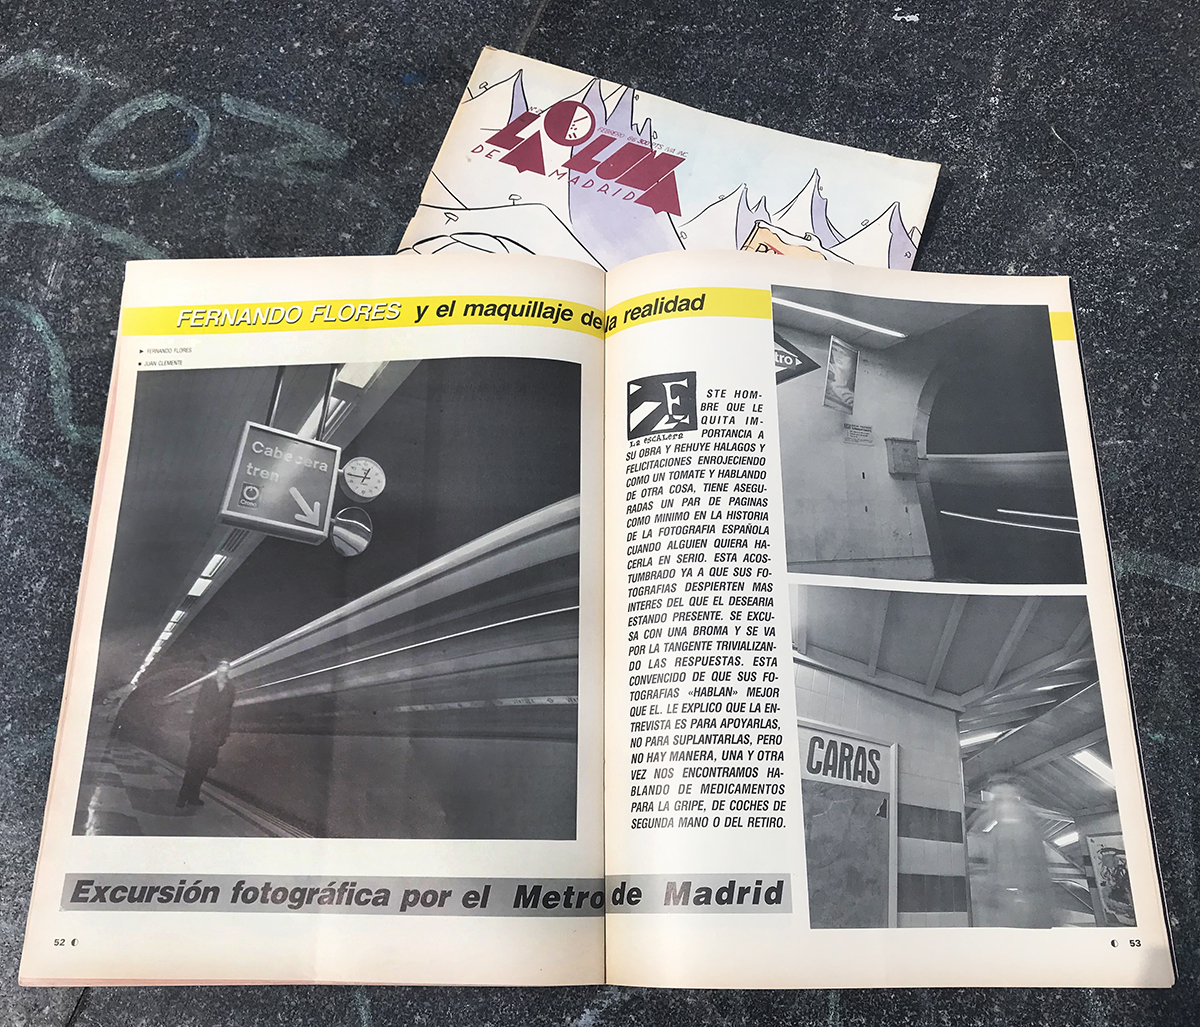 LA LUNA
FEBRERO DE 300 PTS IVA INC
DE MADRID
FERNANDO FLORES y el maquillaje de la realidad
► FERNANDO FLORES
■ JUAN CLEMENTE
Cabecera
tren
tro
La escalera
E
STE HOM-
BRE QUE LE
QUITA IM-
PORTANCIA A
SU OBRA Y REHUYE HALAGOS Y
FELICITACIONES ENROJECIENDO
COMO UN TOMATE Y HABLANDO
DE OTRA COSA, TIENE ASEGU-
RADAS UN PAR DE PAGINAS
COMO MINIMO EN LA HISTORIA
DE LA FOTOGRAFIA ESPAÑOLA
CUANDO ALGUIEN QUIERA HA-
CERLA EN SERIO. ESTA ACOS-
TUMBRADO YA A QUE SUS FO-
TOGRAFIAS DESPIERTEN MAS
INTERES DEL QUE EL DESEARIA
ESTANDO PRESENTE. SE EXCU-
SA CON UNA BROMA Y SE VA
POR LA TANGENTE TRIVIALIZAN-
DO LAS RESPUESTAS. ESTA
CONVENCIDO DE QUE SUS FO-
TOGRAFIAS «HABLAN» MEJOR
QUE EL. LE EXPLICO QUE LA EN-
TREVISTA ES PARA APOYARLAS,
NO PARA SUPLANTARLAS, PERO
NO HAY MANERA, UNA Y OTRA
VEZ NOS ENCONTRAMOS HA-
BLANDO DE MEDICAMENTOS
PARA LA GRIPE, DE COCHES DE
SEGUNDA MANO O DEL RETIRO.
CARAS
Excursión fotográfica por el Metro de Madrid
52
53